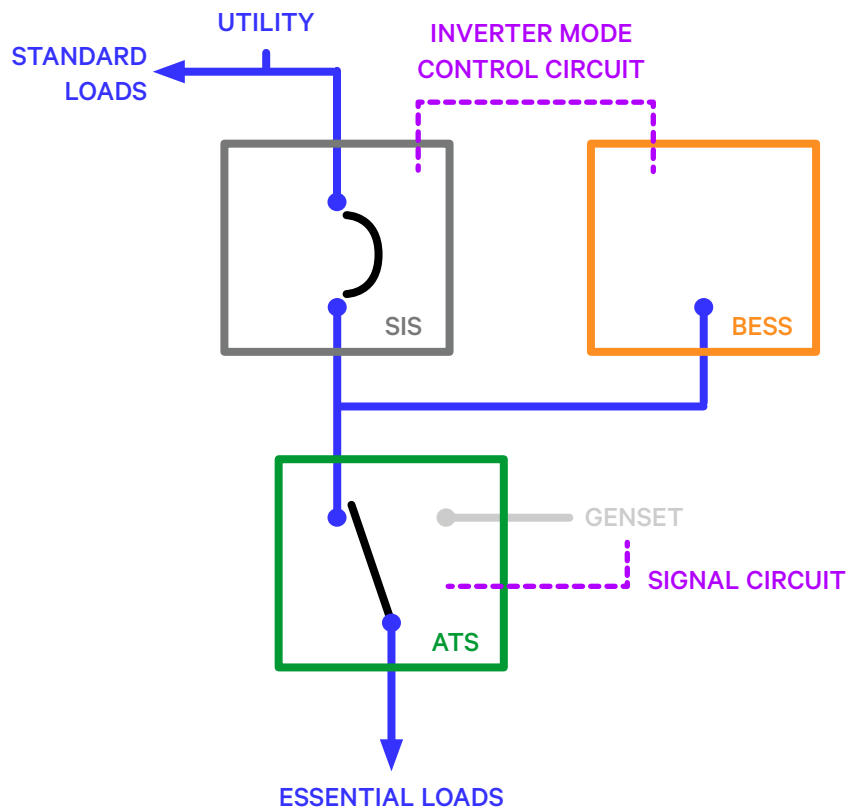 UTILITY
STANDARD
LOADS
INVERTER MODE
CONTROL CIRCUIT
SIS
BESS
GENSET
SIGNAL CIRCUIT
ATS
ESSENTIAL LOADS